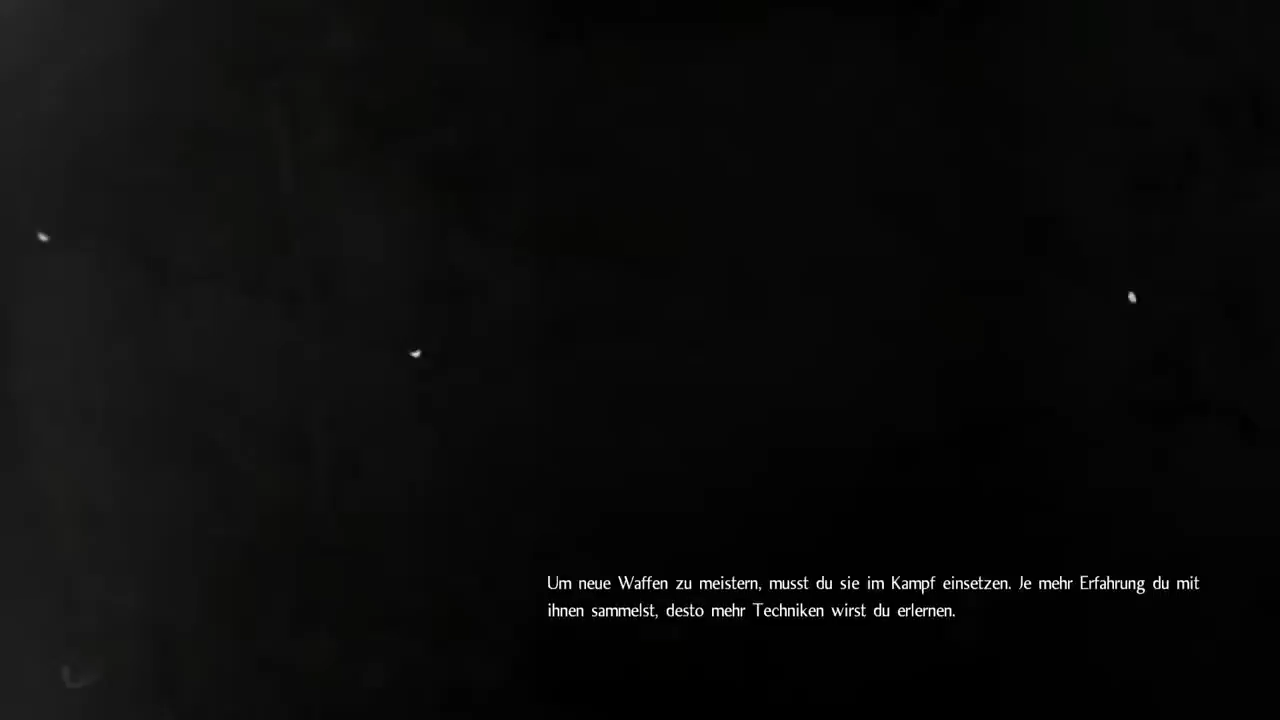 Um neue Waffen zu meistern, musst du sie im Kampf einsetzen. Je mehr Erfahrung du mit
ihnen sammelst, desto mehr Techniken wirst du erlernen.